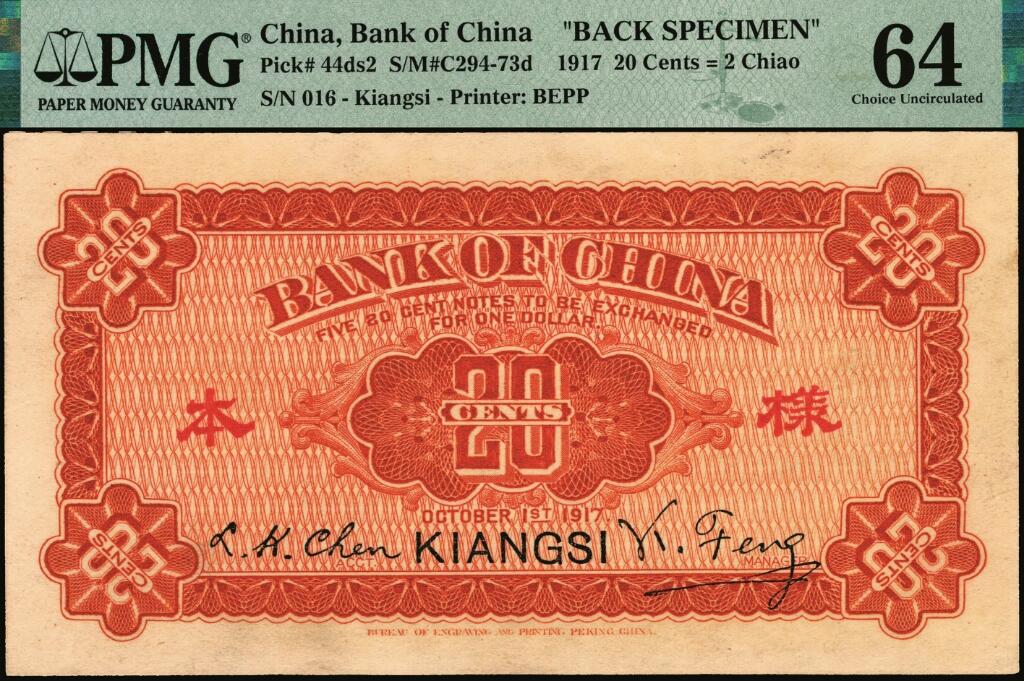 PMG®
PAPER MONEY GUARANTY
China, Bank of China "BACK SPECIMEN"
Pick# 44ds2 S/M#C294-73d 1917 20 Cents = 2 Chiao
S/N 016 - Kiangsi - Printer: BEPP
64
Choice Uncirculated
20 CENTS
20 CENTS
BANK OF CHINA
FIVE 20 CENT NOTES TO BE EXCHANGED
FOR ONE DOLLAR.
20
CENTS
本 樣
OCTOBER 1ST 1917
L. H. Chen KIANGSI K. Feng
ACCT.
20 CENTS
20 CENTS
BUREAU OF ENGRAVING AND PRINTING, PEKING CHINA.